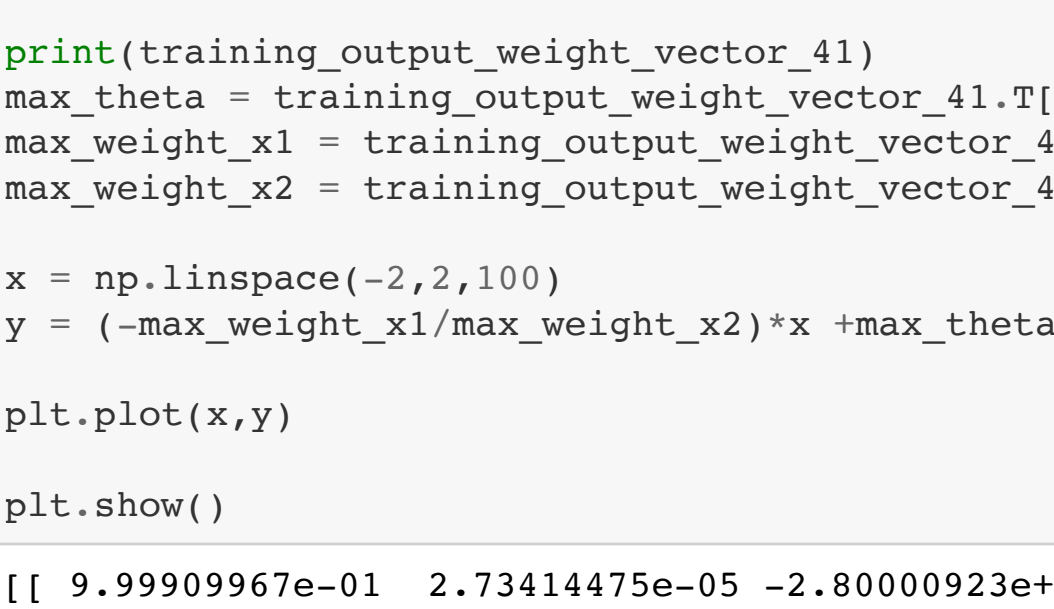 print(training_output_weight_vector_41)
max_theta = training_output_weight_vector_41.T[
max_weight_x1 = training_output_weight_vector_4
max_weight_x2 = training_output_weight_vector_4
x = np.linspace(-2,2,100)
y = (-max_weight_x1/max_weight_x2)*x +max_theta
plt.plot(x,y)
plt.show()
[[ 9.99909967e-01  2.73414475e-05 -2.80000923e+